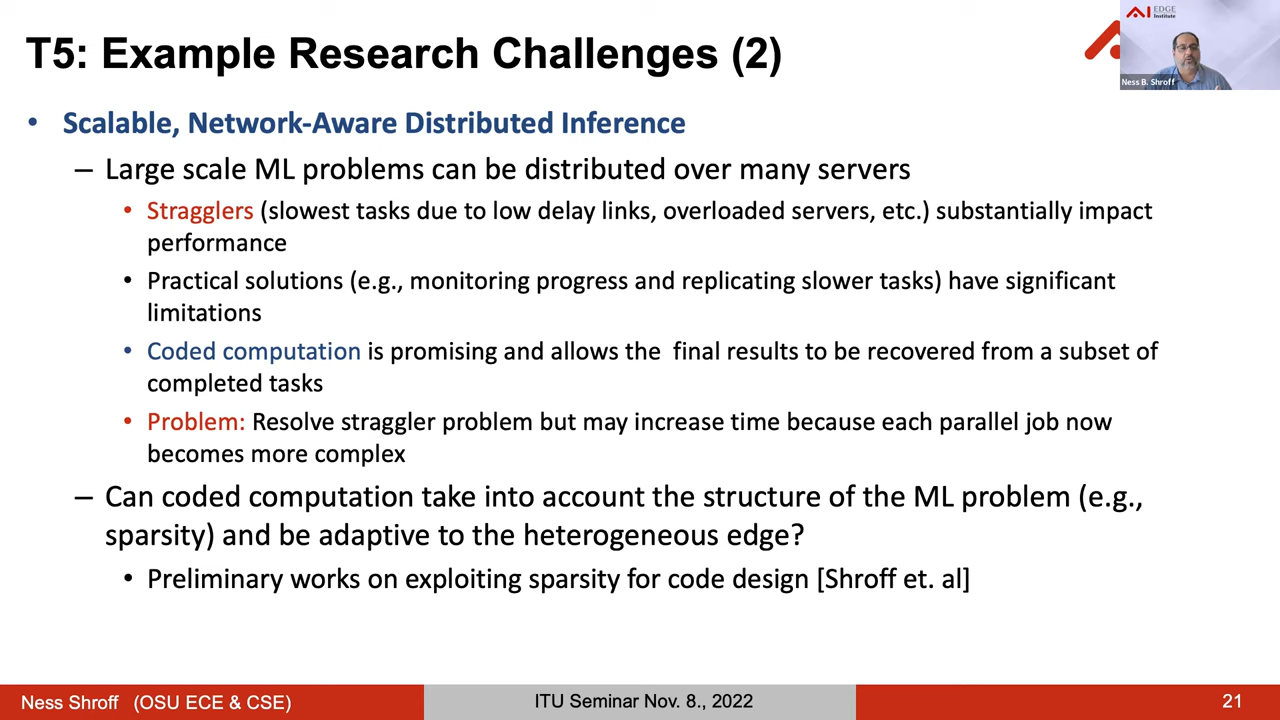 T5: Example Research Challenges (2)
AI EDGE
Institute
Ness B. Shroff
• Scalable, Network-Aware Distributed Inference
– Large scale ML problems can be distributed over many servers
• Stragglers (slowest tasks due to low delay links, overloaded servers, etc.) substantially impact
performance
• Practical solutions (e.g., monitoring progress and replicating slower tasks) have significant
limitations
• Coded computation is promising and allows the final results to be recovered from a subset of
completed tasks
• Problem: Resolve straggler problem but may increase time because each parallel job now
becomes more complex
– Can coded computation take into account the structure of the ML problem (e.g.,
sparsity) and be adaptive to the heterogeneous edge?
• Preliminary works on exploiting sparsity for code design [Shroff et. al]
Ness Shroff (OSU ECE & CSE)
ITU Seminar Nov. 8., 2022
21